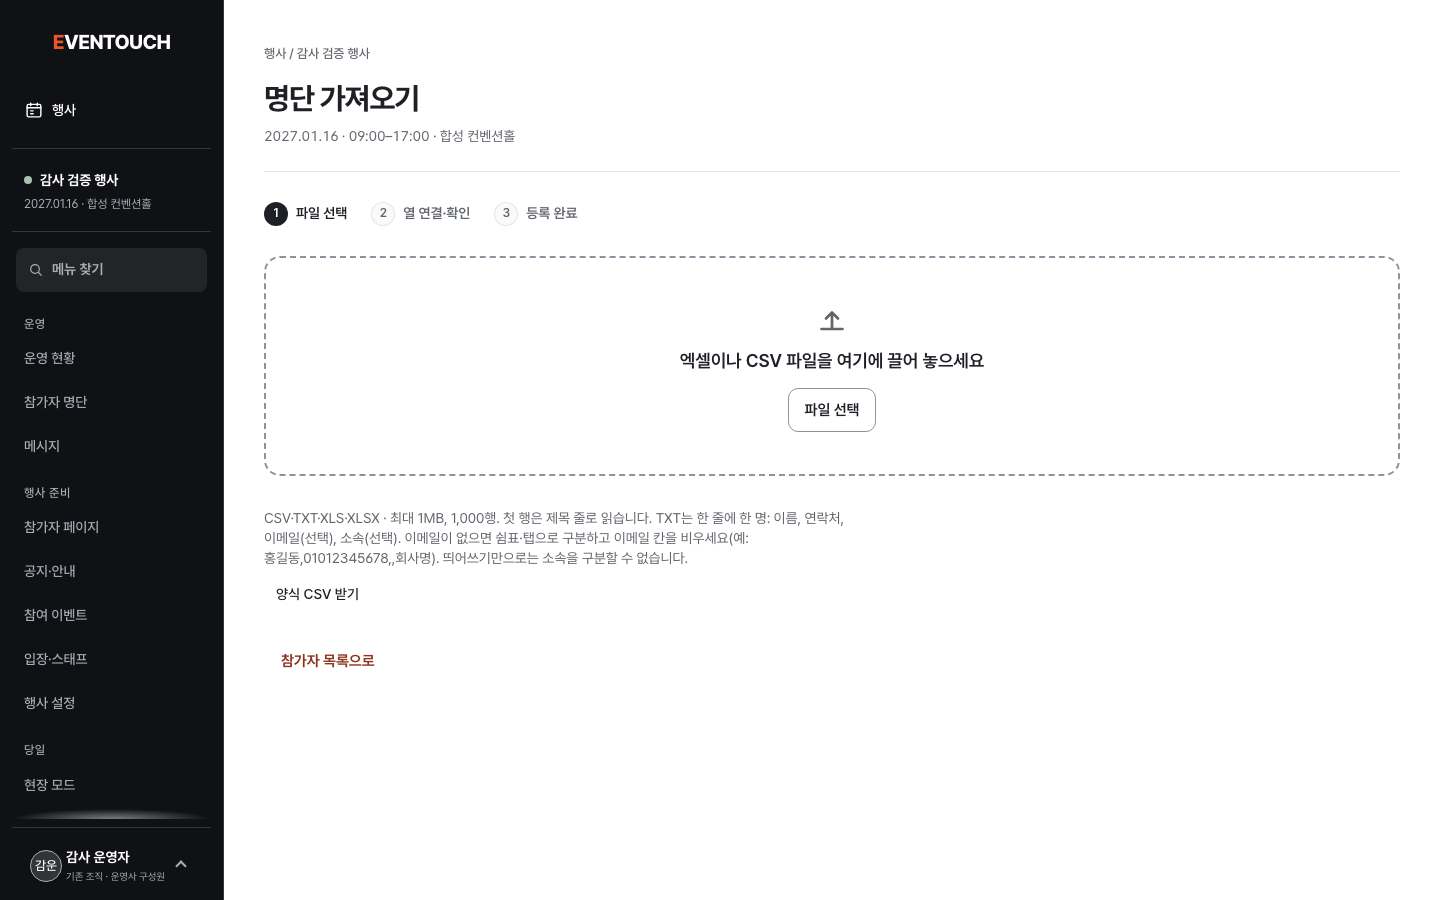 EVENTOUCH
행사
감사 검증 행사
2027.01.16 · 합성 컨벤션홀
메뉴 찾기
운영
운영 현황
참가자 명단
메시지
행사 준비
참가자 페이지
공지·안내
참여 이벤트
입장·스태프
행사 설정
당일
현장 모드
감운
감사 운영자
기존 조직 · 운영사 구성원
행사 / 감사 검증 행사
명단 가져오기
2027.01.16 · 09:00–17:00 · 합성 컨벤션홀
1 파일 선택 2 열 연결·확인 3 등록 완료
엑셀이나 CSV 파일을 여기에 끌어 놓으세요
파일 선택
CSV·TXT·XLS·XLSX · 최대 1MB, 1,000행. 첫 행은 제목 줄로 읽습니다. TXT는 한 줄에 한 명: 이름, 연락처,
이메일(선택), 소속(선택). 이메일이 없으면 쉼표·탭으로 구분하고 이메일 칸을 비우세요(예:
홍길동,01012345678,,회사명). 띄어쓰기만으로는 소속을 구분할 수 없습니다.
양식 CSV 받기
참가자 목록으로